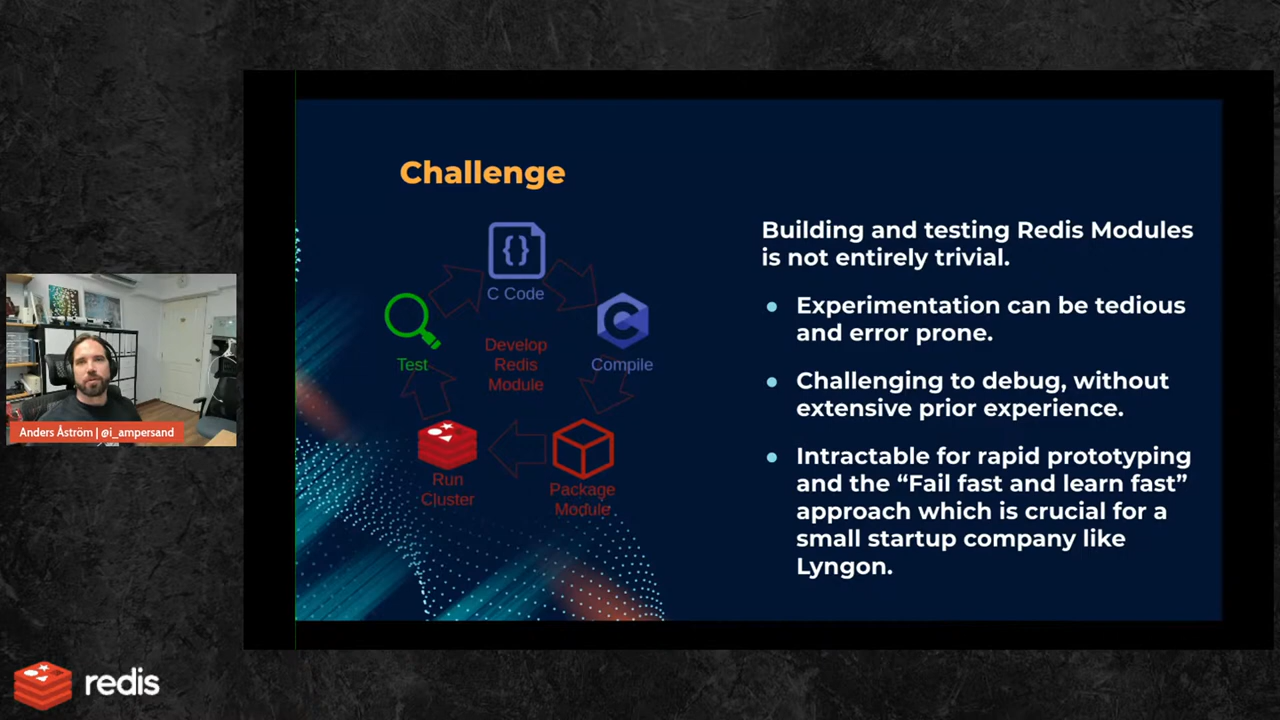 Challenge
{}
C Code
C
Compile
Test
Develop
Redis
Module
Run
Cluster
Package
Module
Building and testing Redis Modules
is not entirely trivial.
• Experimentation can be tedious
and error prone.
• Challenging to debug, without
extensive prior experience.
• Intractable for rapid prototyping
and the “Fail fast and learn fast”
approach which is crucial for a
small startup company like
Lyngon.
Anders Åström | @i_ampersand
redis